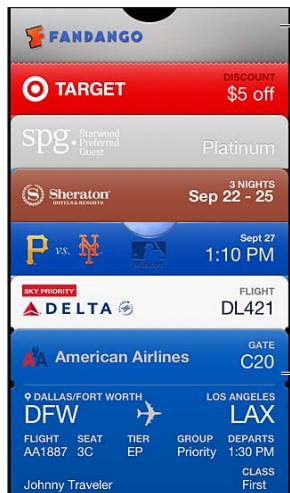 FANDANGO
TARGET
DISCOUNT
$5 off
spg. Starwood
Preferred
Guest
Platinum
Sheraton
HOTELS & RESORTS
3 NIGHTS
Sep 22 - 25
P vs. NY
Sept 27
1:10 PM
SKY PRIORITY
DELTA
FLIGHT
DL421
AA American Airlines
GATE
C20
DALLAS/FORT WORTH LOS ANGELES
DFW LAX
FLIGHT SEAT TIER GROUP DEPARTS
AA1887 3C EP Priority 1:30 PM
CLASS
Johnny Traveler First